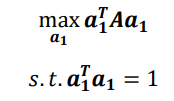 max a₁ᵀAa₁
a₁
s.t. a₁ᵀa₁ = 1